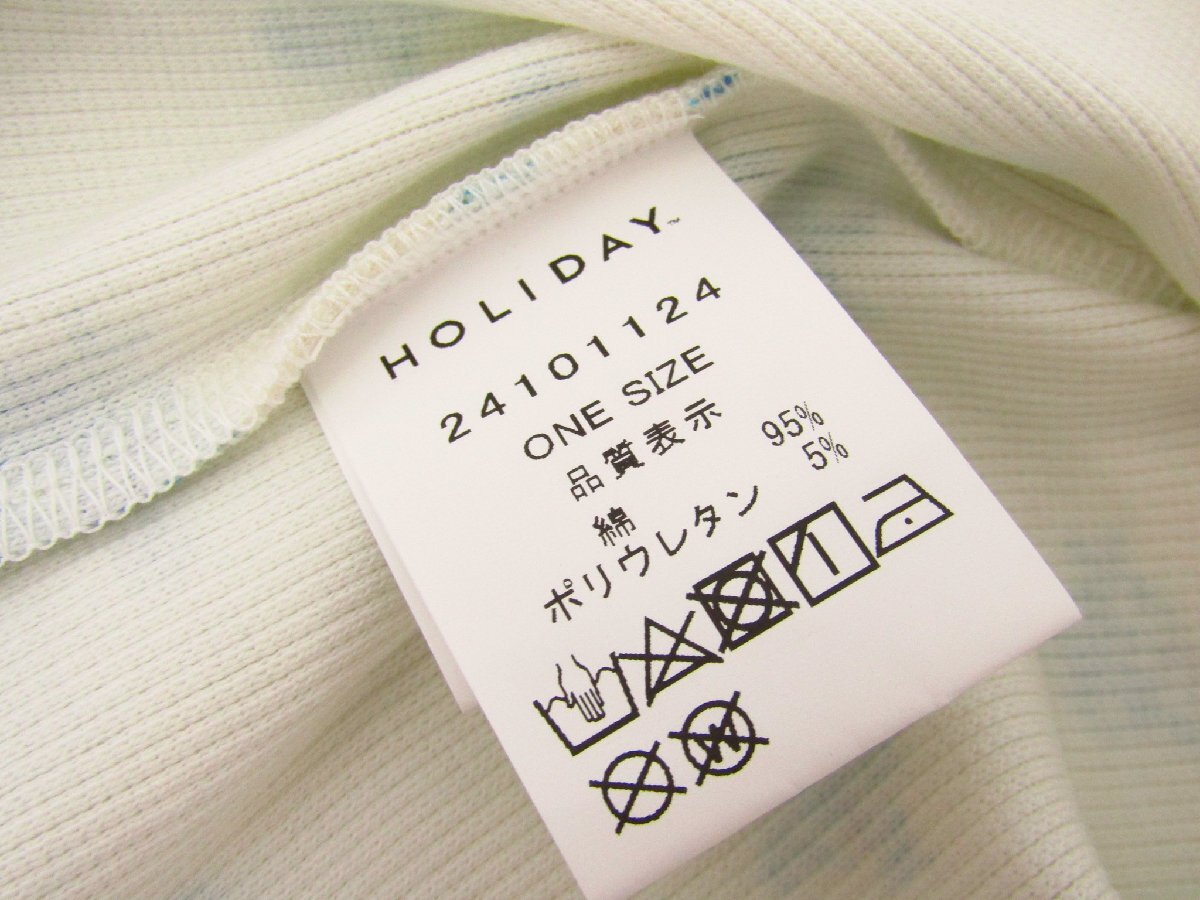 HOLIDAY™
24101124
ONE SIZE
品質表示
綿 95%
ポリウレタン 5%
W